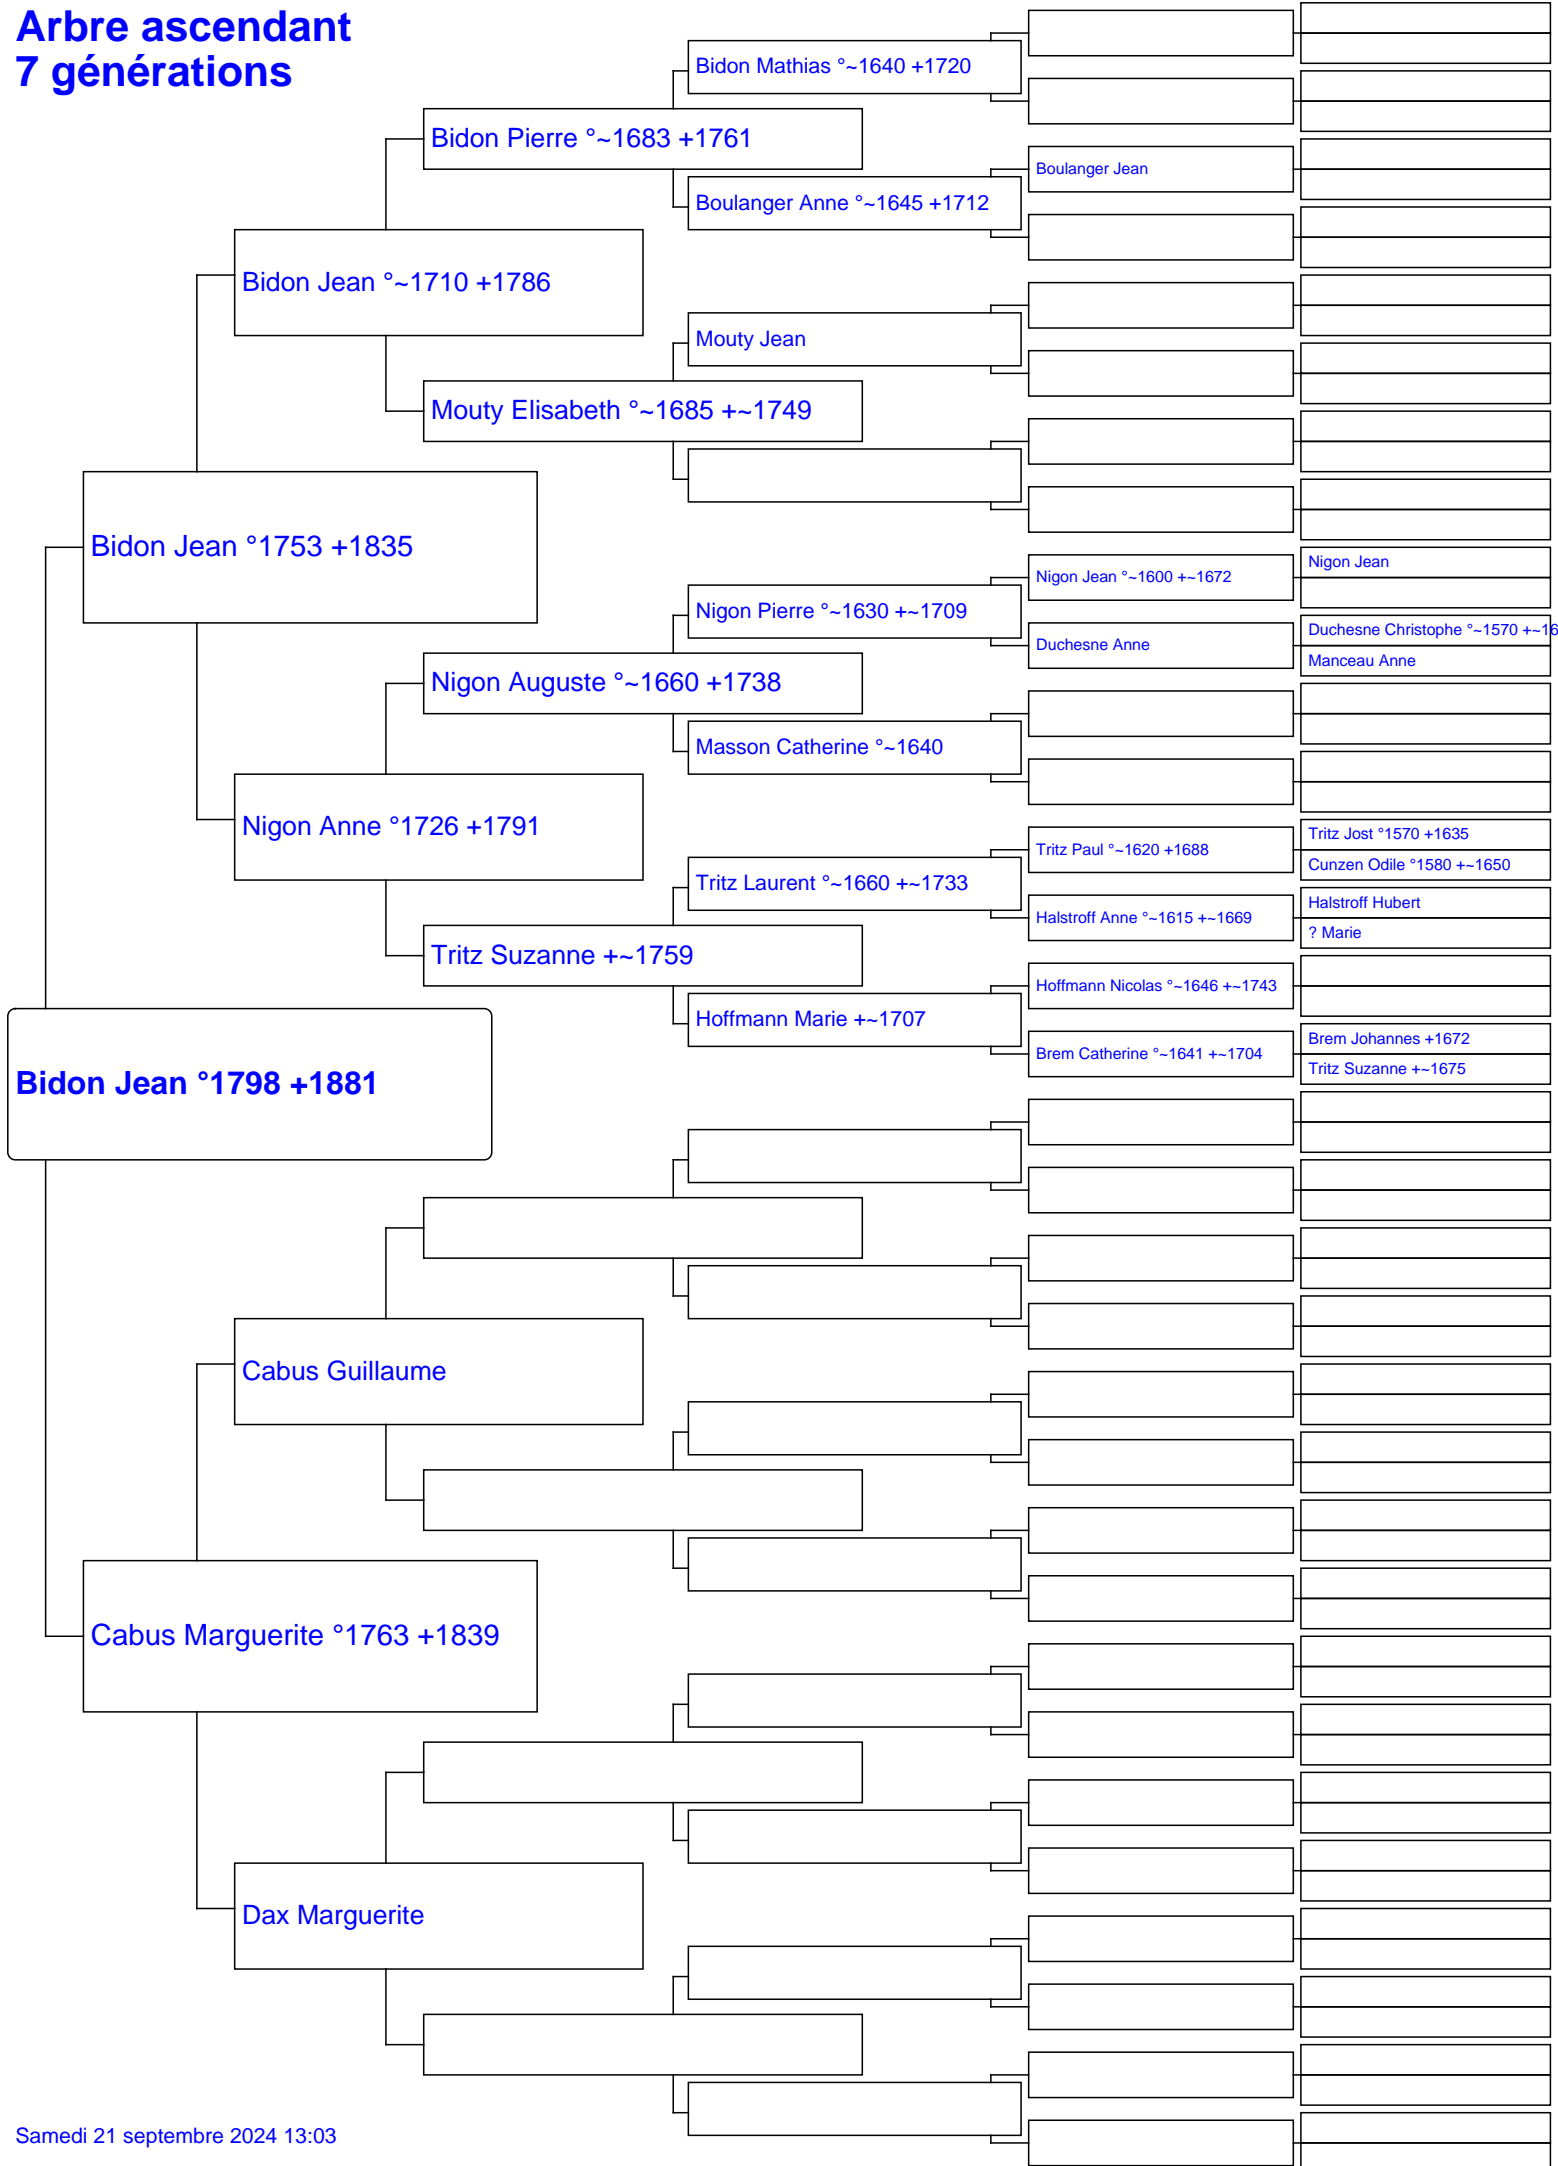 Arbre ascendant
7 générations
Bidon Mathias °~1640 +1720
Bidon Pierre °~1683 +1761
Boulanger Jean
Boulanger Anne °~1645 +1712
Bidon Jean °~1710 +1786
Mouty Jean
Mouty Elisabeth °~1685 +~1749
Bidon Jean °1753 +1835
Nigon Jean
Nigon Jean °~1600 +~1672
Nigon Pierre °~1630 +~1709
Duchesne Christophe °~1570 +~16
Duchesne Anne
Manceau Anne
Nigon Auguste °~1660 +1738
Masson Catherine °~1640
Nigon Anne °1726 +1791
Tritz Jost °1570 +1635
Tritz Paul °~1620 +1688
Cunzen Odile °1580 +~1650
Tritz Laurent °~1660 +~1733
Halstroff Hubert
Halstroff Anne °~1615 +~1669
? Marie
Tritz Suzanne +~1759
Hoffmann Nicolas °~1646 +~1743
Hoffmann Marie +~1707
Brem Johannes +1672
Brem Catherine °~1641 +~1704
Tritz Suzanne +~1675
Bidon Jean °1798 +1881
Cabus Guillaume
Cabus Marguerite °1763 +1839
Dax Marguerite
Samedi 21 septembre 2024 13:03